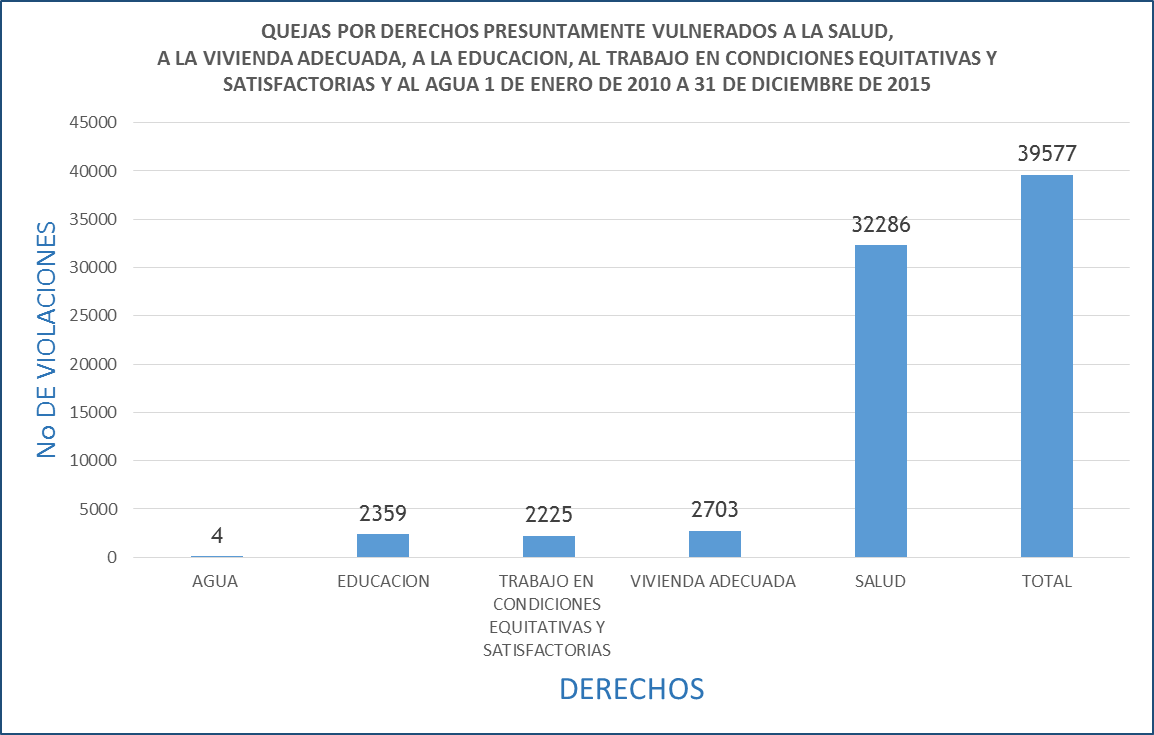 QUEJAS POR DERECHOS PRESUNTAMENTE VULNERADOS A LA SALUD,
A LA VIVIENDA ADECUADA, A LA EDUCACION, AL TRABAJO EN CONDICIONES EQUITATIVAS Y
SATISFACTORIAS Y AL AGUA 1 DE ENERO DE 2010 A 31 DE DICIEMBRE DE 2015
No DE VIOLACIONES
45000
40000
35000
30000
25000
20000
15000
10000
5000
0
4
2359
2225
2703
32286
39577
AGUA
EDUCACION
TRABAJO EN
CONDICIONES
EQUITATIVAS Y
SATISFACTORIAS
VIVIENDA ADECUADA
SALUD
TOTAL
DERECHOS